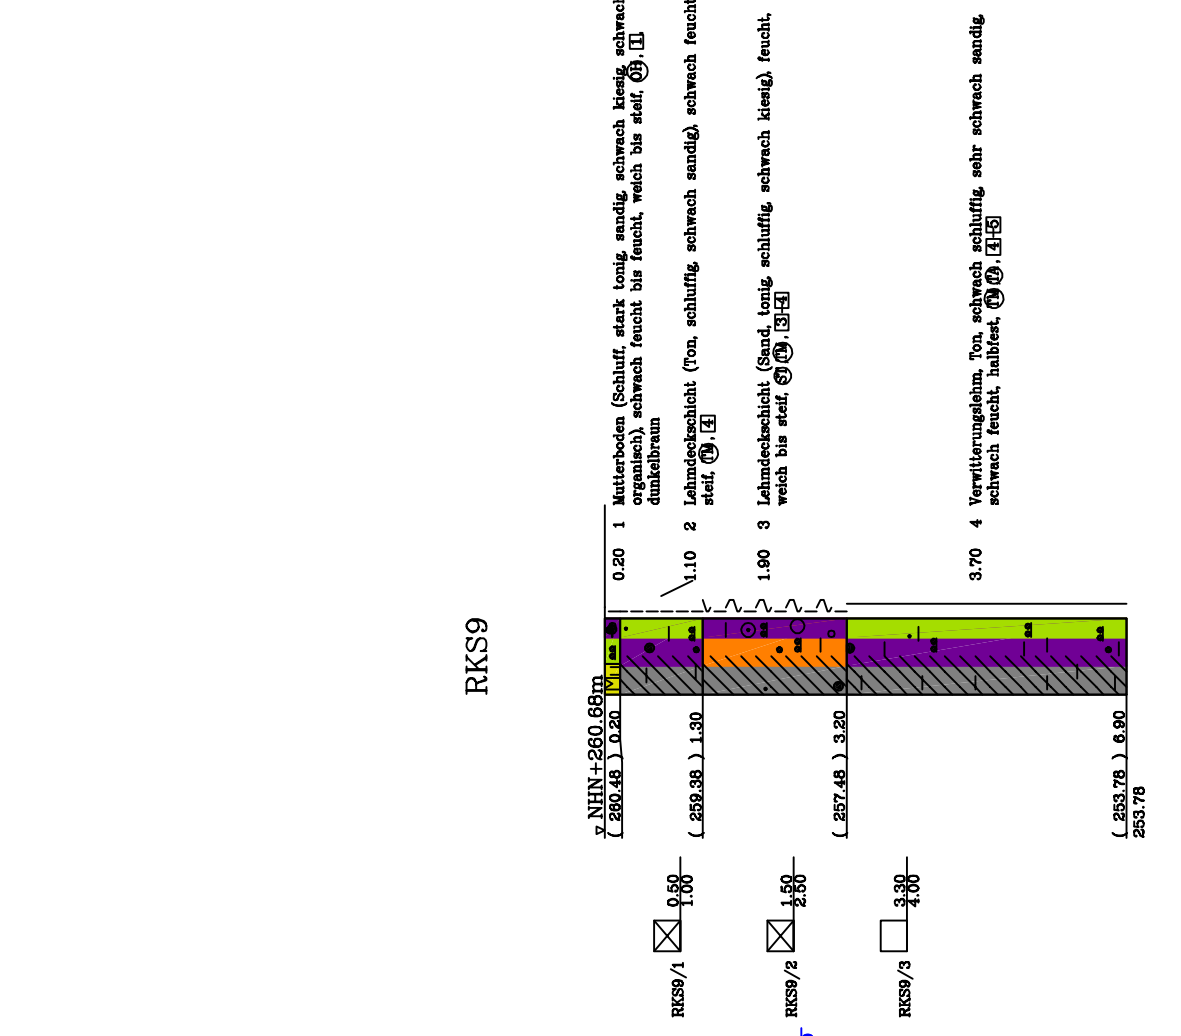 RKS9
▽ NHN+260.68m
0.20 1 Mutterboden (Schluff, stark tonig, sandig, schwach kiesig, schwach
organisch), schwach feucht bis feucht, weich bis steif, OH, 1,
dunkelbraun
1.10 2 Lehmdeckschicht (Ton, schluffig, schwach sandig), schwach feucht
steif, TM, 4
1.90 3 Lehmdeckschicht (Sand, tonig, schluffig, schwach kiesig), feucht,
weich bis steif, ST TM, 3-4
3.70 4 Verwitterungslehm, Ton, schwach schluffig, sehr schwach sandig,
schwach feucht, halbfest, TM TA, 4-5
( 260.48 ) 0.20
( 259.38 ) 1.30
( 257.48 ) 3.20
( 253.78 ) 6.90
253.78
RKS9/1
0.50
1.00
RKS9/2
1.50
2.50
RKS9/3
3.30
4.00